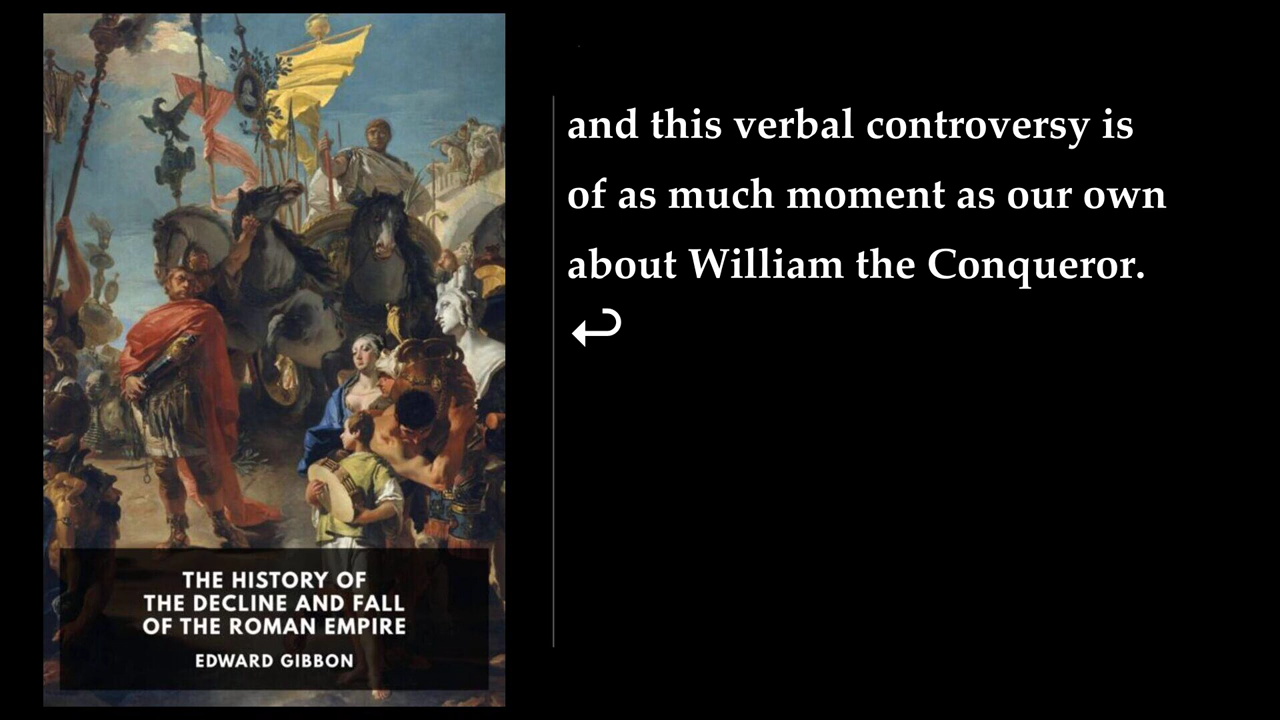 and this verbal controversy is
of as much moment as our own
about William the Conqueror.
↩
THE HISTORY OF
THE DECLINE AND FALL
OF THE ROMAN EMPIRE
EDWARD GIBBON